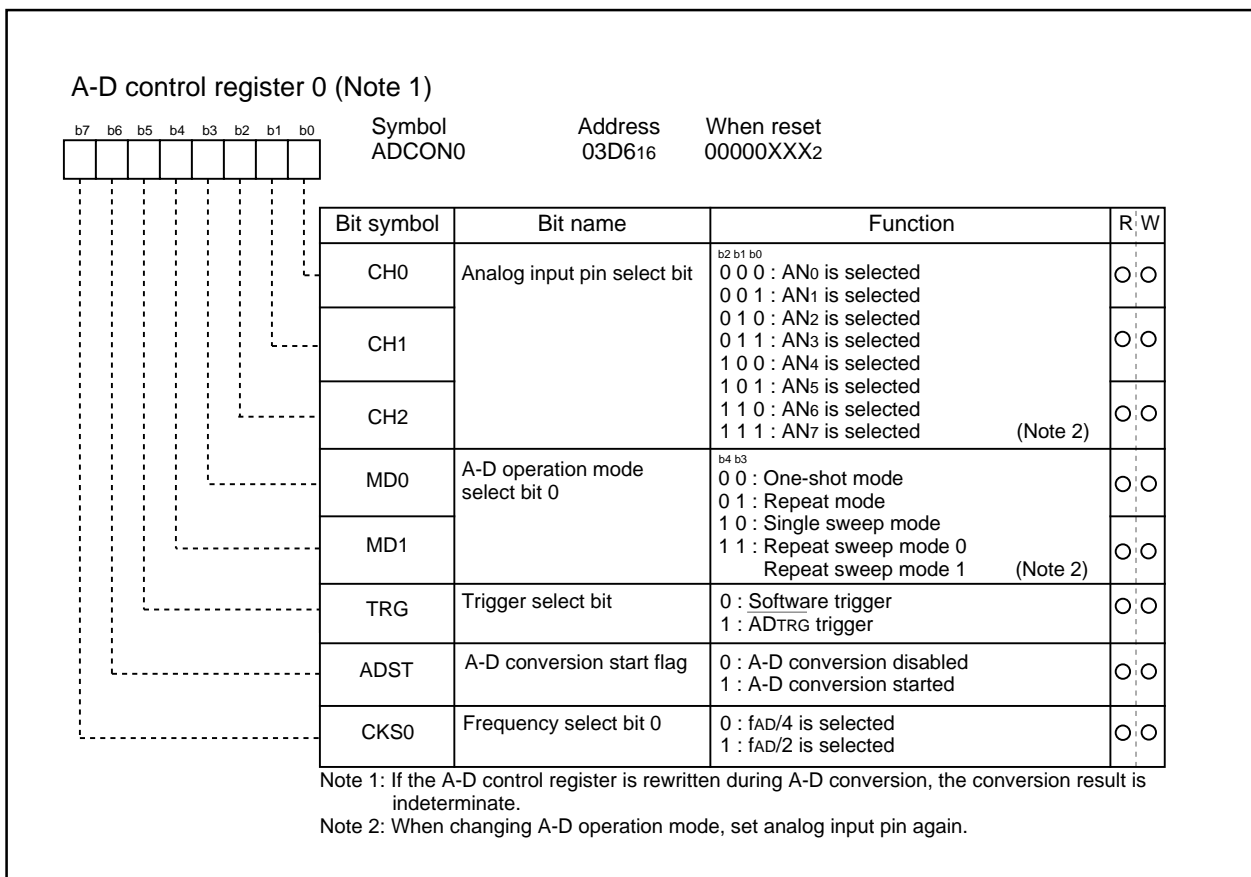 A-D control register 0 (Note 1)
b7 b6 b5 b4 b3 b2 b1 b0
Symbol Address When reset
ADCON0 03D616 00000XXX2
Bit symbol Bit name Function R W
CH0 Analog input pin select bit
b2 b1 b0
0 0 0 : AN0 is selected
0 0 1 : AN1 is selected
0 1 0 : AN2 is selected
CH1
0 1 1 : AN3 is selected
1 0 0 : AN4 is selected
1 0 1 : AN5 is selected
CH2
1 1 0 : AN6 is selected
1 1 1 : AN7 is selected (Note 2)
MD0 A-D operation mode
select bit 0
b4 b3
0 0 : One-shot mode
0 1 : Repeat mode
1 0 : Single sweep mode
MD1
1 1 : Repeat sweep mode 0
Repeat sweep mode 1 (Note 2)
TRG Trigger select bit 0 : Software trigger
1 : ADTRG trigger
ADST A-D conversion start flag 0 : A-D conversion disabled
1 : A-D conversion started
CKS0 Frequency select bit 0 0 : fAD/4 is selected
1 : fAD/2 is selected
Note 1: If the A-D control register is rewritten during A-D conversion, the conversion result is
indeterminate.
Note 2: When changing A-D operation mode, set analog input pin again.